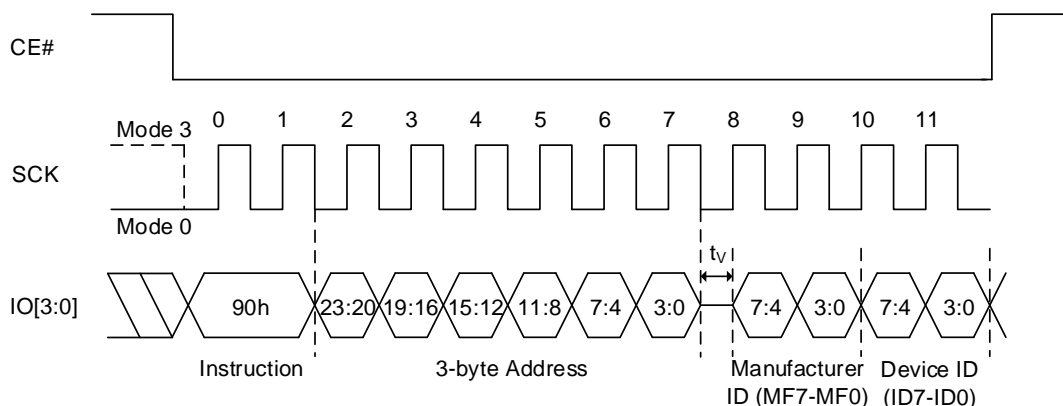 CE#
0 1 2 3 4 5 6 7 8 9 10 11
Mode 3
SCK
Mode 0
tV
IO[3:0] 90h 23:20 19:16 15:12 11:8 7:4 3:0 7:4 3:0 7:4 3:0
Instruction 3-byte Address Manufacturer Device ID
ID (MF7-MF0) (ID7-ID0)